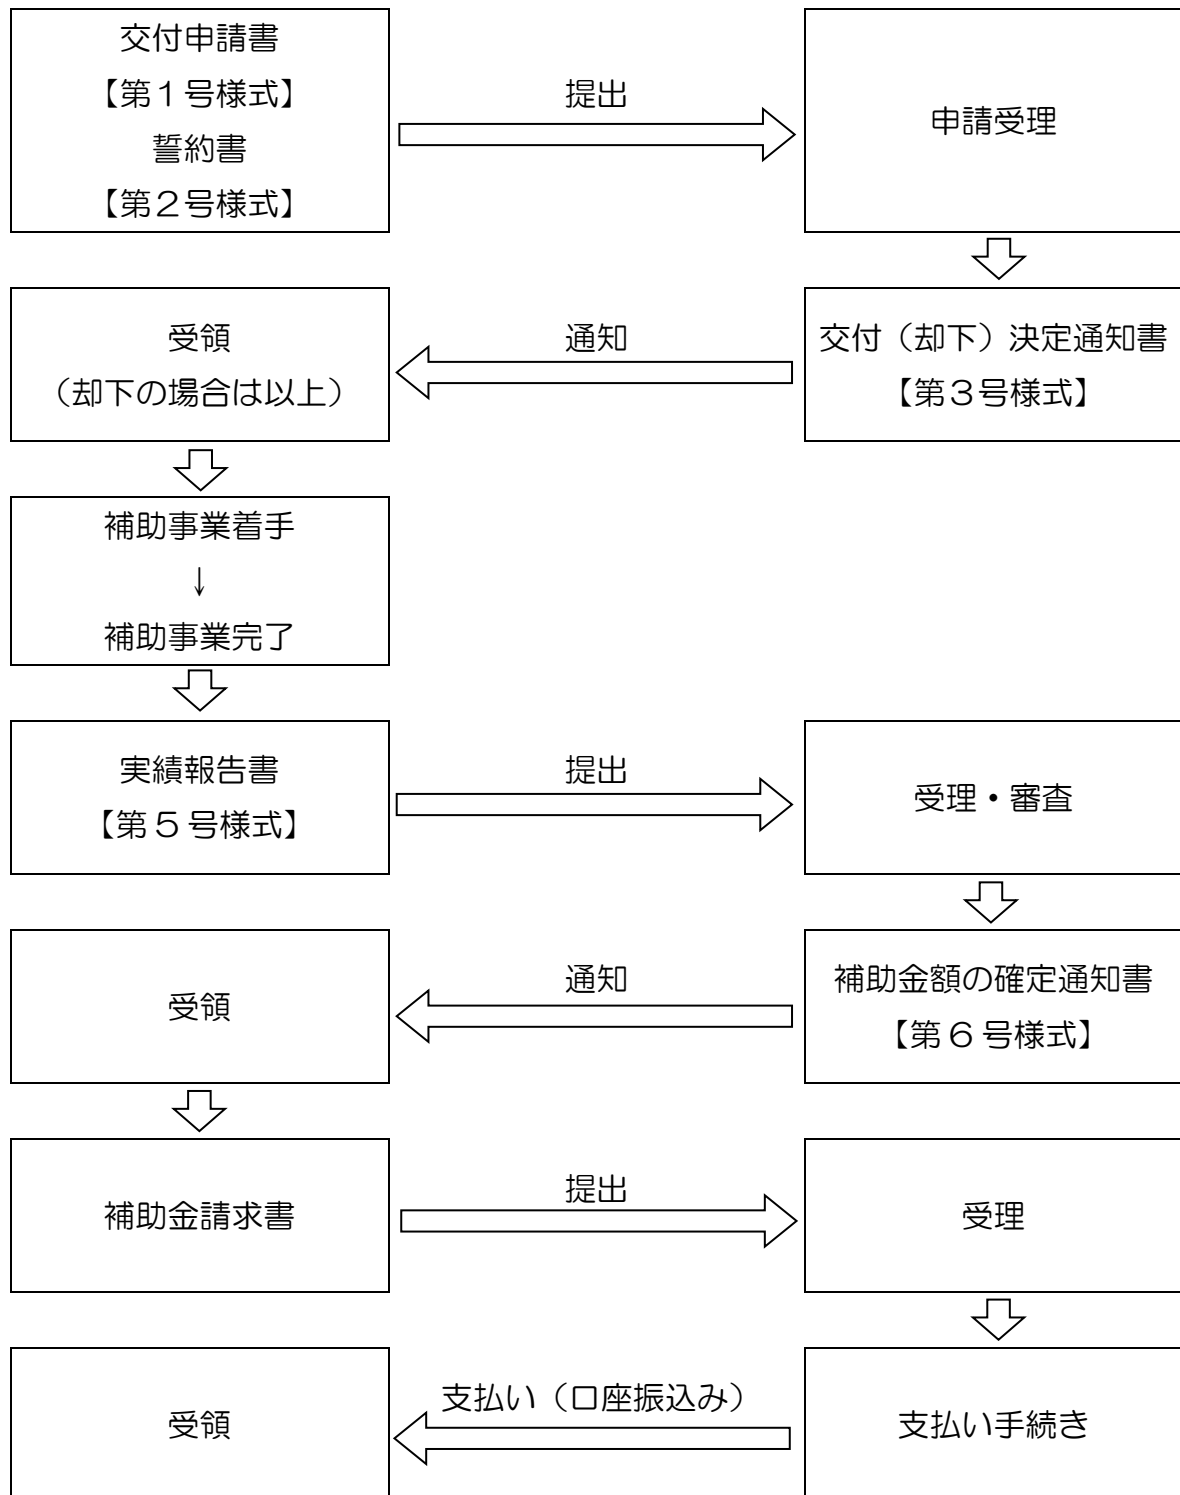 交付申請書
【第１号様式】
誓約書
【第２号様式】
提出
申請受理
交付（却下）決定通知書
【第３号様式】
通知
受領
（却下の場合は以上）
補助事業着手
↓
補助事業完了
実績報告書
【第５号様式】
提出
受理・審査
補助金額の確定通知書
【第６号様式】
通知
受領
補助金請求書
提出
受理
支払い手続き
支払い（口座振込み）
受領